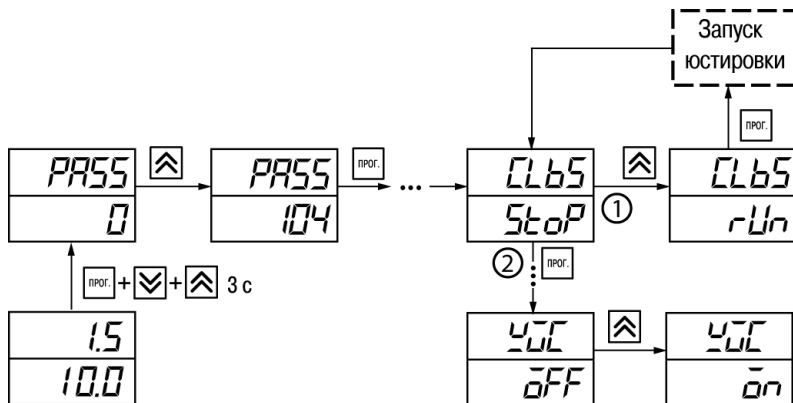 Запуск
юстировки
ПРОГ.
PASS
0
PASS
104
ПРОГ.
...
CLbS
StoP
1
CLbS
rUn
ПРОГ. + + 3 с
2
ПРОГ.
1.5
10.0
OFF
On